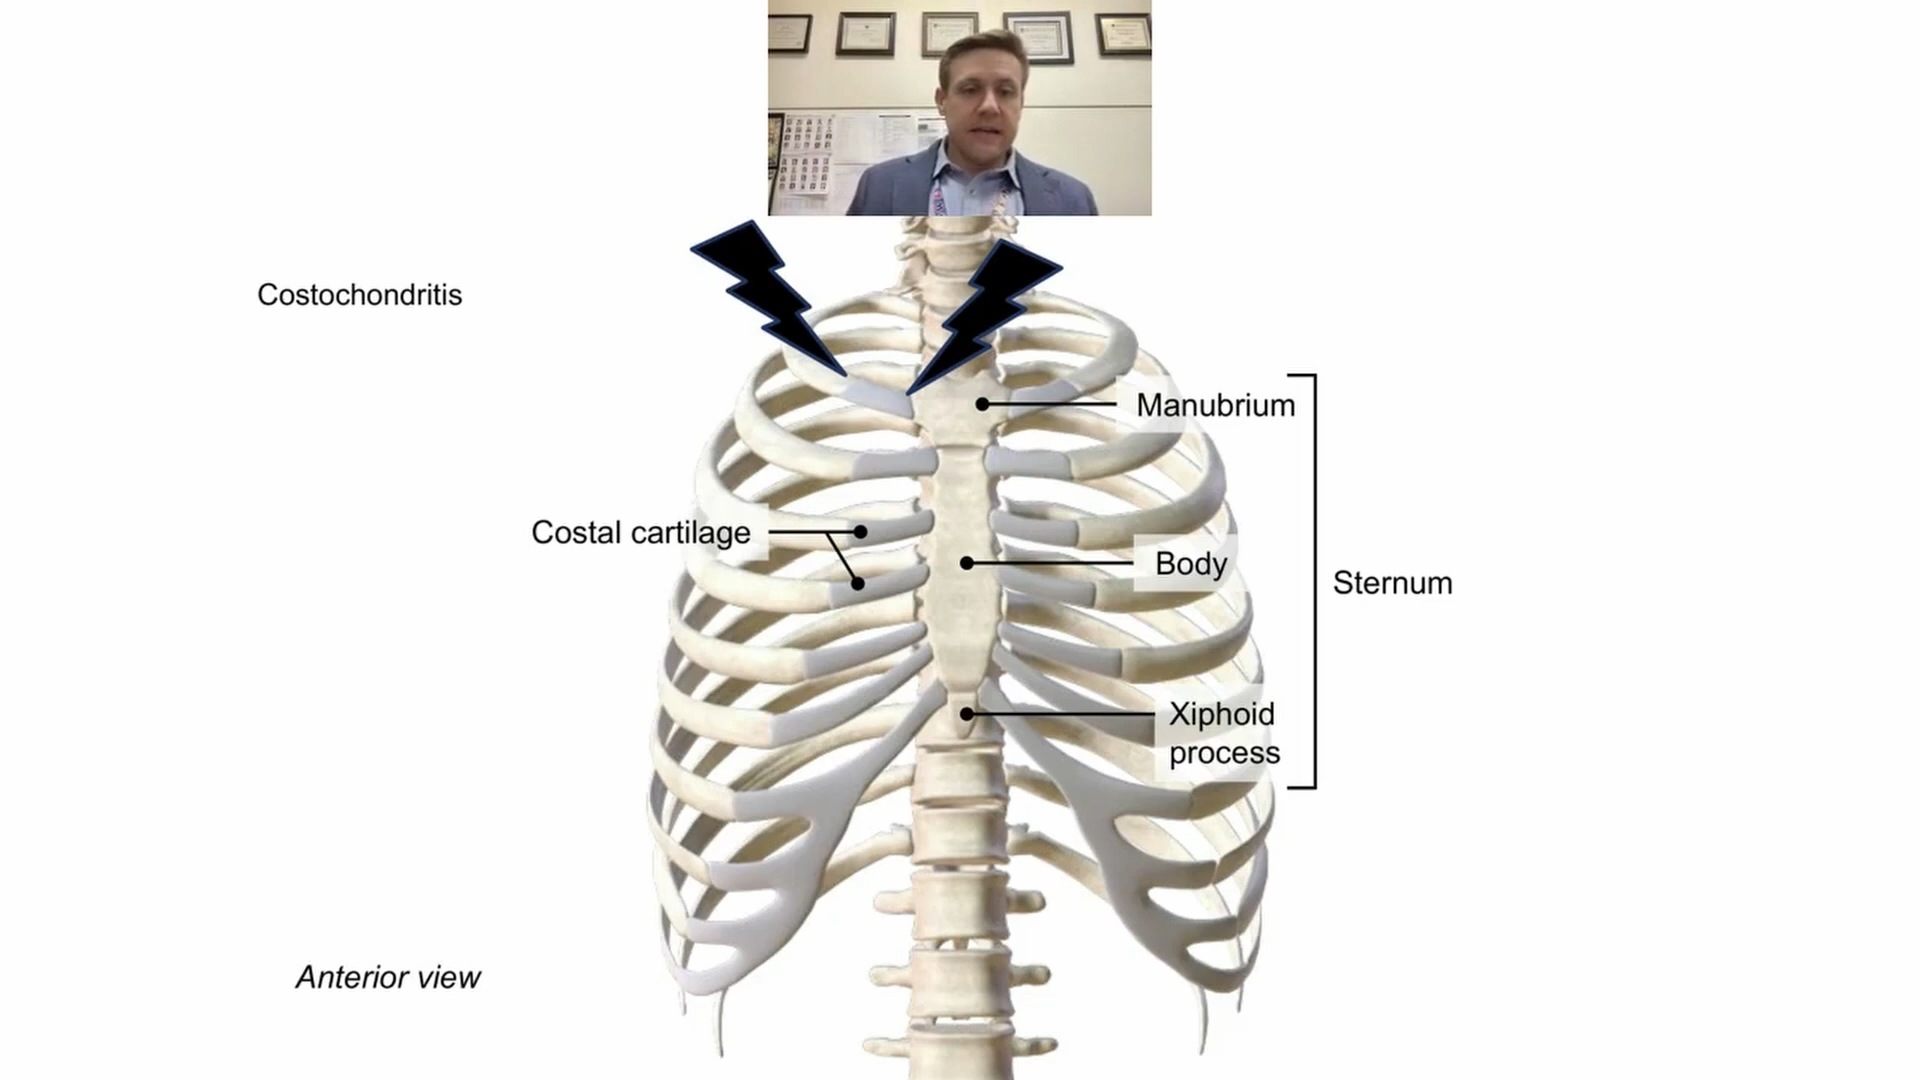 Costochondritis
Manubrium
Costal cartilage
Body
Sternum
Xiphoid
process
Anterior view